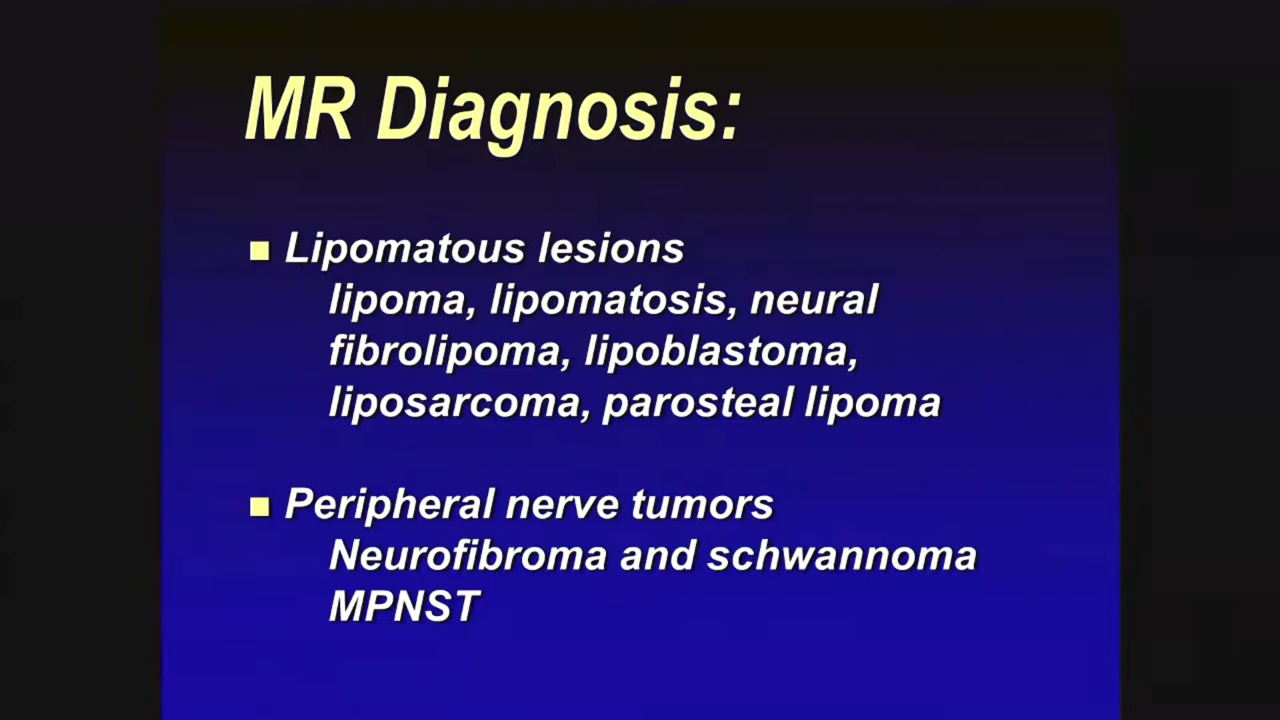 MR Diagnosis:
Lipomatous lesions
lipoma, lipomatosis, neural
fibrolipoma, lipoblastoma,
liposarcoma, parosteal lipoma
Peripheral nerve tumors
Neurofibroma and schwannoma
MPNST